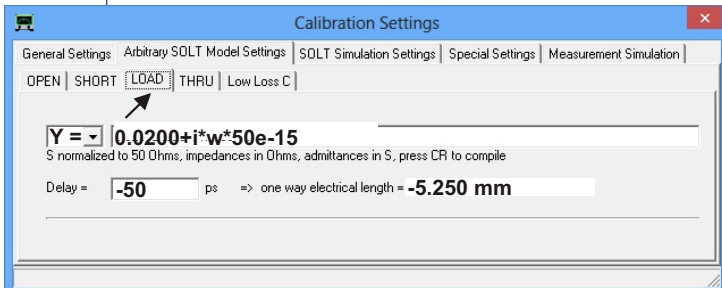 Calibration Settings
General Settings Arbitrary SOLT Model Settings SOLT Simulation Settings Special Settings Measurement Simulation
OPEN SHORT LOAD THRU Low Loss C
Y = 0.0200+i*w*50e-15
S normalized to 50 Ohms, impedances in Ohms, admittances in S, press CR to compile
Delay = -50 ps => one way electrical length = -5.250 mm